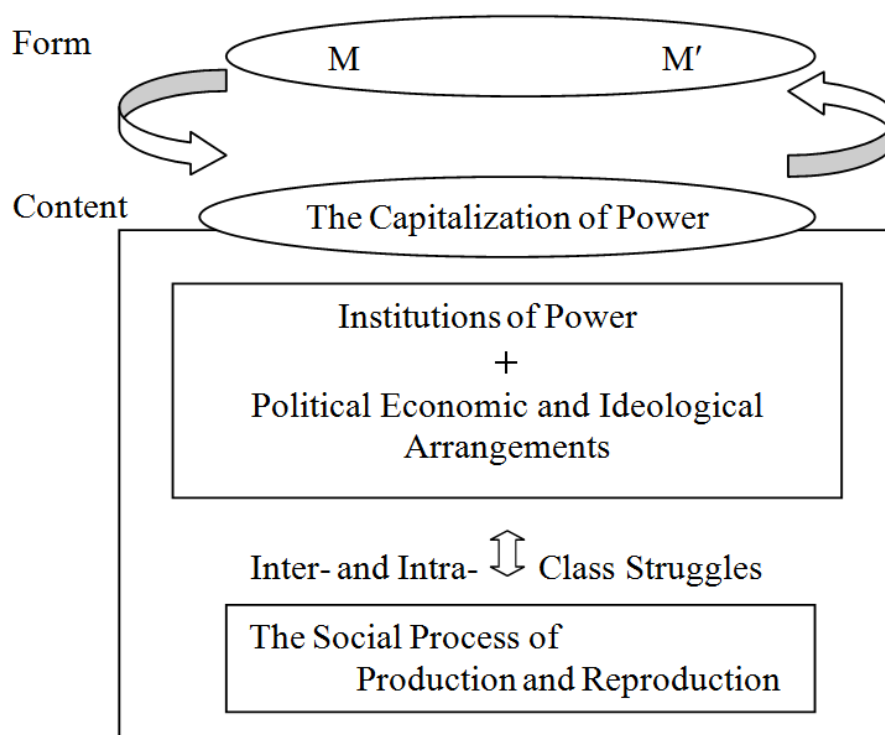 Form
M M′
Content
The Capitalization of Power
Institutions of Power
+
Political Economic and Ideological
Arrangements
Inter- and Intra- Class Struggles
The Social Process of
Production and Reproduction